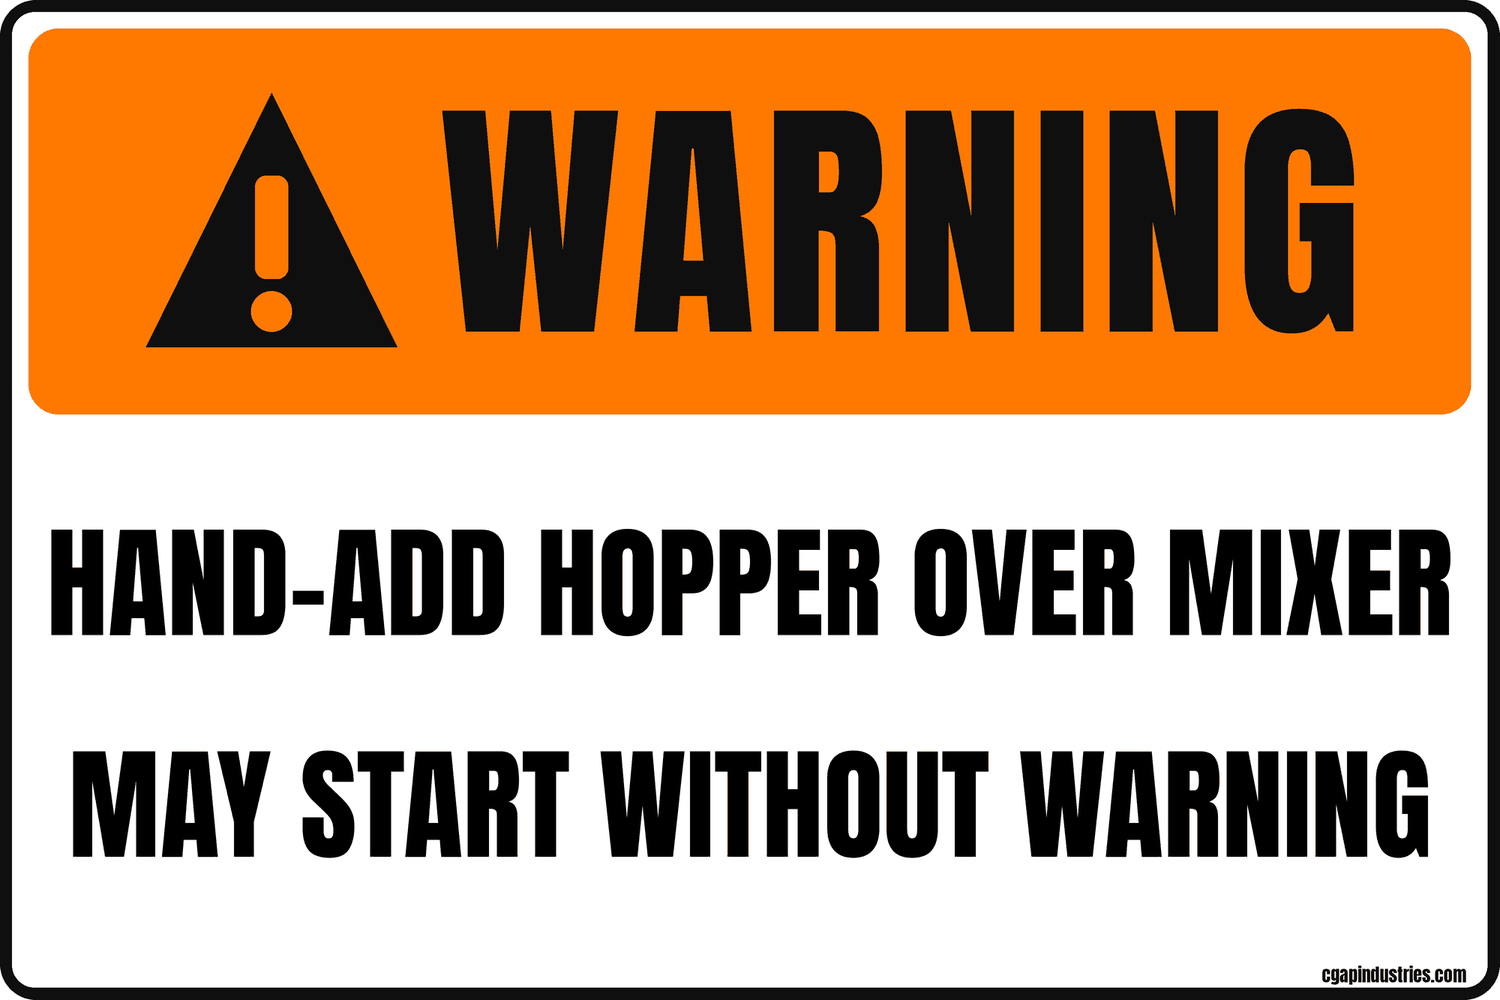 WARNING
HAND-ADD HOPPER OVER MIXER
MAY START WITHOUT WARNING
cgapindustries.com